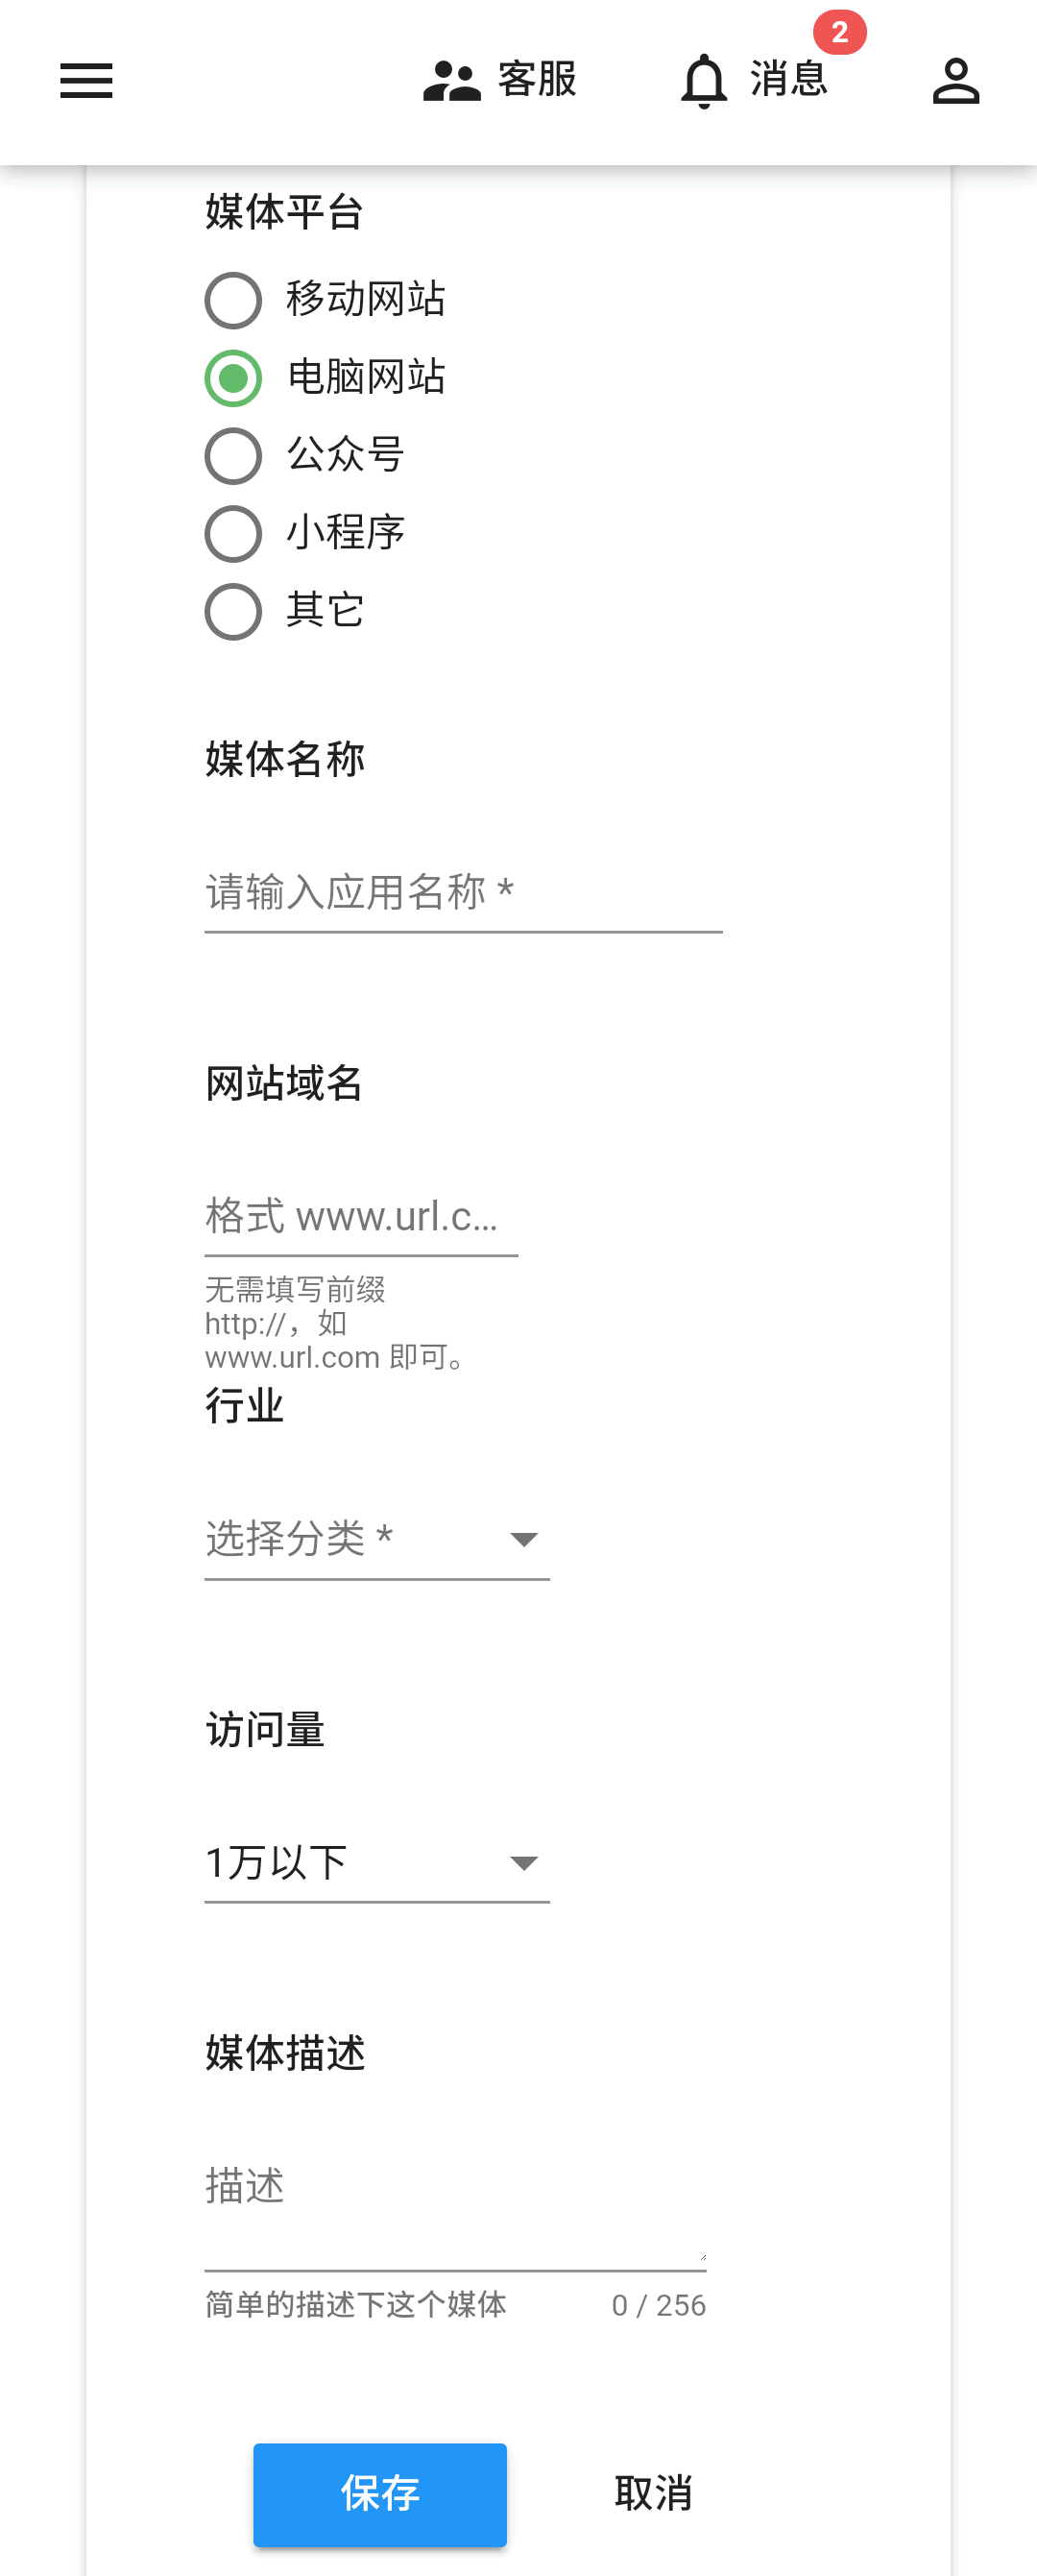 客服
消息
2
媒体平台
移动网站
电脑网站
公众号
小程序
其它
媒体名称
请输入应用名称 *
网站域名
格式 www.url.c...
无需填写前缀
http://，如
www.url.com 即可。
行业
选择分类 *
访问量
1万以下
媒体描述
描述
简单的描述下这个媒体 0 / 256
保存 取消